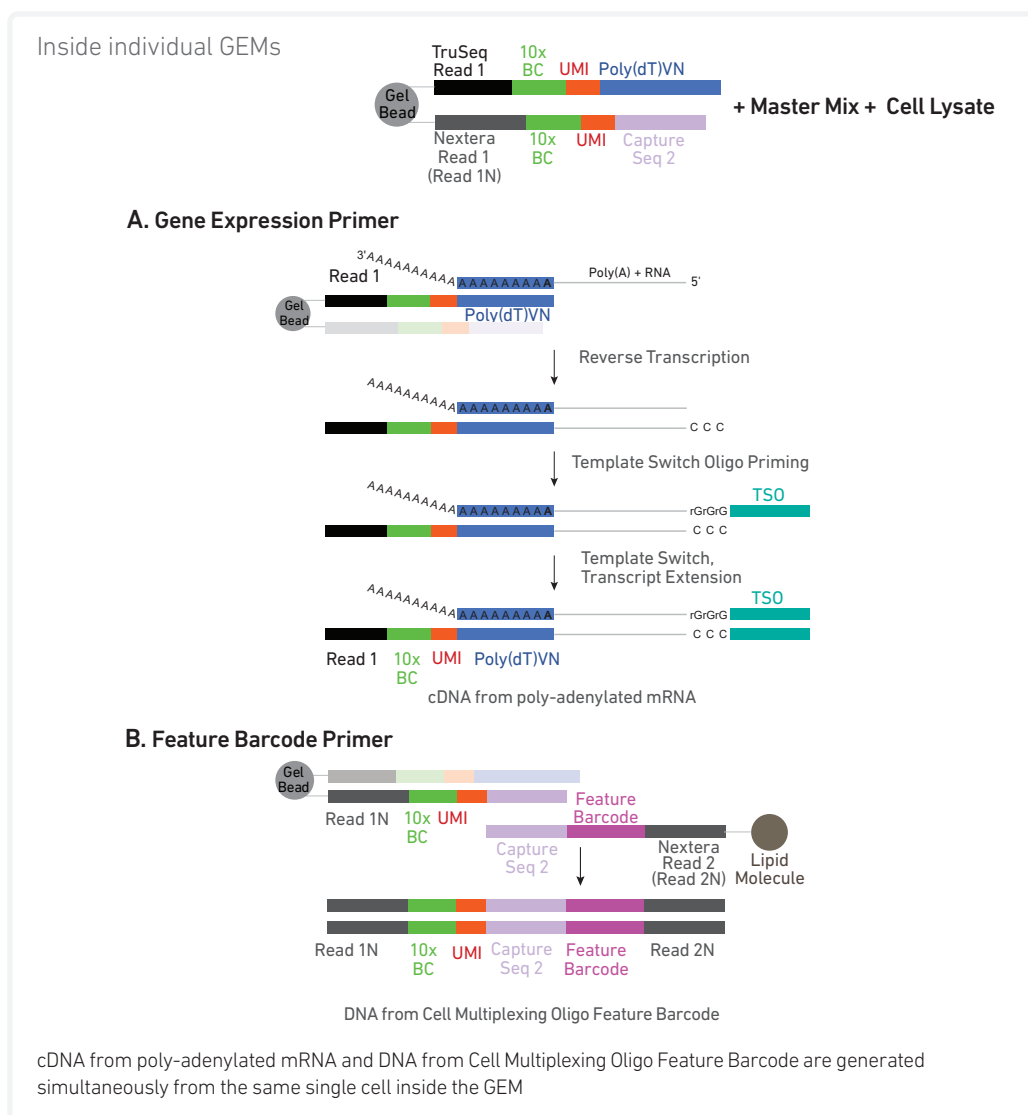 Inside individual GEMs
TruSeq
Read 1
10x
BC
UMI
Poly(dT)VN
Gel
Bead
+ Master Mix + Cell Lysate
Nextera
Read 1
(Read 1N)
10x
BC
UMI
Capture
Seq 2
A. Gene Expression Primer
3'AAAAAAAAAA
Read 1
AAAAAAAAA
Poly(A) + RNA
5'
Gel
Bead
Poly(dT)VN
Reverse Transcription
AAAAAAAAAA
AAAAAAAAA
C C C
Template Switch Oligo Priming
TSO
AAAAAAAAAA
AAAAAAAAA
rGrGrG
C C C
Template Switch,
Transcript Extension
TSO
AAAAAAAAAA
AAAAAAAAA
rGrGrG
C C C
Read 1
10x
BC
UMI
Poly(dT)VN
cDNA from poly-adenylated mRNA
B. Feature Barcode Primer
Gel
Bead
Read 1N
10x
BC
UMI
Feature
Barcode
Capture
Seq 2
Nextera
Read 2
(Read 2N)
Lipid
Molecule
Read 1N
10x
BC
UMI
Capture
Seq 2
Feature
Barcode
Read 2N
DNA from Cell Multiplexing Oligo Feature Barcode
cDNA from poly-adenylated mRNA and DNA from Cell Multiplexing Oligo Feature Barcode are generated
simultaneously from the same single cell inside the GEM